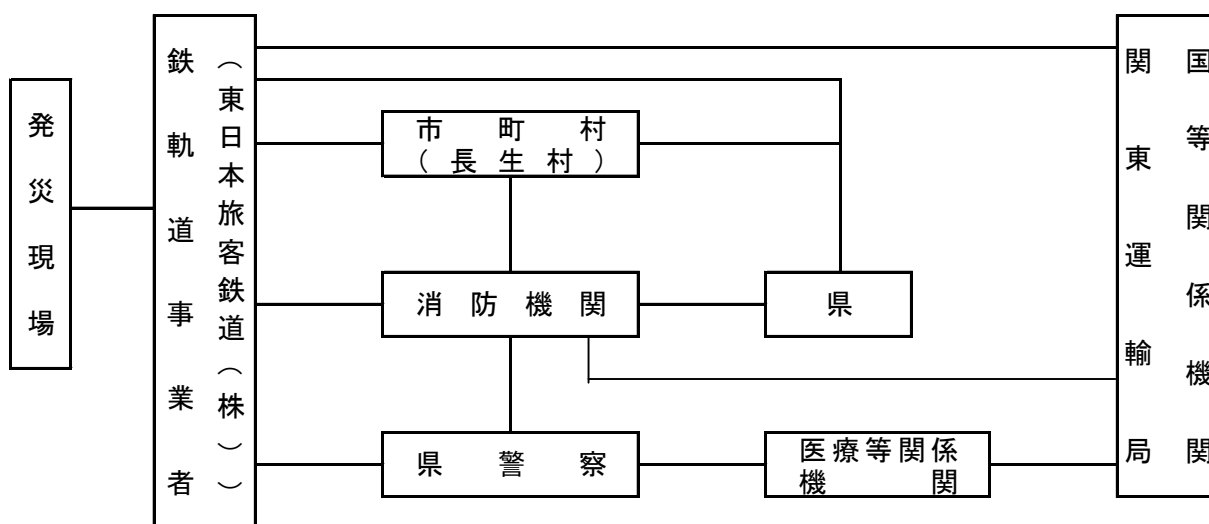 発災現場
鉄軌道事業者
（東日本旅客鉄道（株））
市町村
（長生村）
消防機関
県警察
県
医療等関係
機関
国等関係機関
関東運輸局